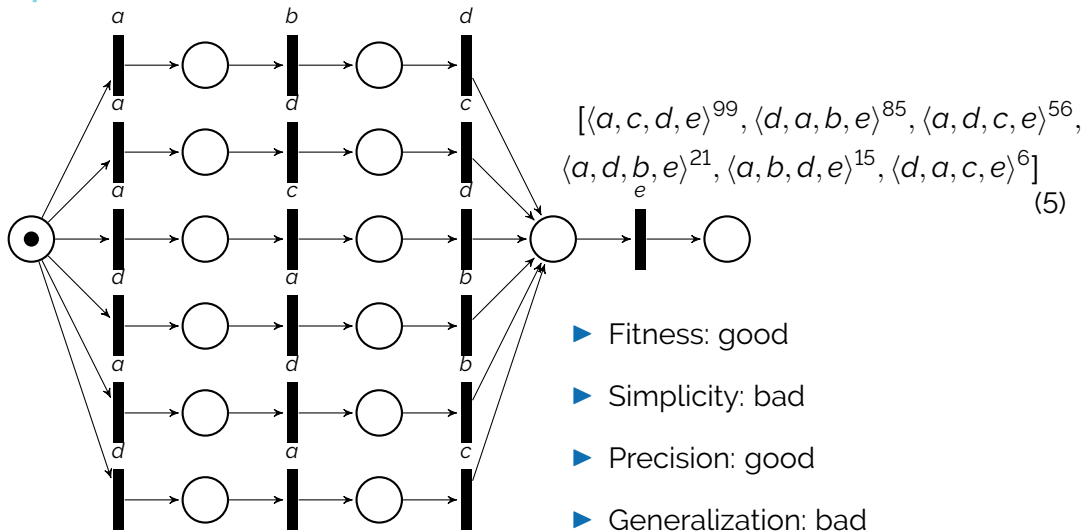 a b d
a d c
[⟨a, c, d, e⟩^99, ⟨d, a, b, e⟩^85, ⟨a, d, c, e⟩^56,
⟨a, d, b, e⟩^21, ⟨a, b, d, e⟩^15, ⟨d, a, c, e⟩^6]
(5)
a c d
e
d a b
a d b
d a c
► Fitness: good
► Simplicity: bad
► Precision: good
► Generalization: bad